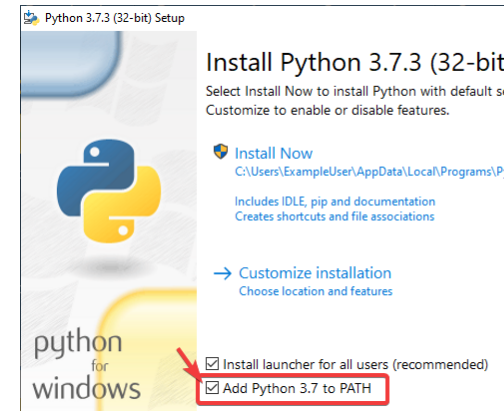 Python 3.7.3 (32-bit) Setup
Install Python 3.7.3 (32-bit
Select Install Now to install Python with default
Customize to enable or disable features.
Install Now
C:\Users\ExampleUser\AppData\Local\Programs\P
Includes IDLE, pip and documentation
Creates shortcuts and file associations
Customize installation
Choose location and features
Install launcher for all users (recommended)
Add Python 3.7 to PATH
python
for
windows